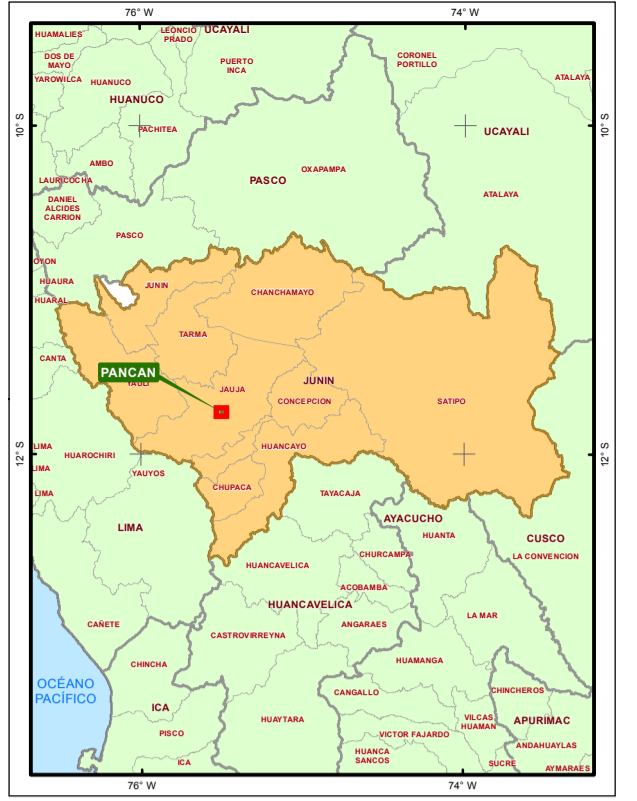 76° W
74° W
HUAMALIES
LEONCIO
PRADO
UCAYALI
DOS DE
MAYO
PUERTO
INCA
CORONEL
PORTILLO
YAROWILCA
HUANUCO
ATALAYA
HUANUCO
10° S
10° S
PACHITEA
UCAYALI
AMBO
OXAPAMPA
LAURICOCHA
PASCO
DANIEL
ALCIDES
CARRION
ATALAYA
PASCO
OYON
HUAURA
JUNIN
CHANCHAMAYO
HUARAL
TARMA
CANTA
PANCAN
YAULI
JAUJA
JUNIN
CONCEPCION
SATIPO
LIMA
HUAROCHIRI
HUANCAYO
12° S
12° S
LIMA
YAUYOS
LIMA
CHUPACA
TAYACAJA
LIMA
AYACUCHO
HUANTA
CUSCO
LA CONVENCION
CHURCAMPA
HUANCAVELICA
ACOBAMBA
HUANCAVELICA
LA MAR
CAÑETE
ANGARAES
CASTROVIRREYNA
CHINCHA
HUAMANGA
OCÉANO
PACÍFICO
CANGALLO
CHINCHEROS
ICA
HUAYTARA
VILCAS
HUAMAN
APURIMAC
PISCO
VICTOR FAJARDO
ANDAHUAYLAS
HUANCA
SANCOS
ICA
SUCRE
AYMARAES
76° W
74° W